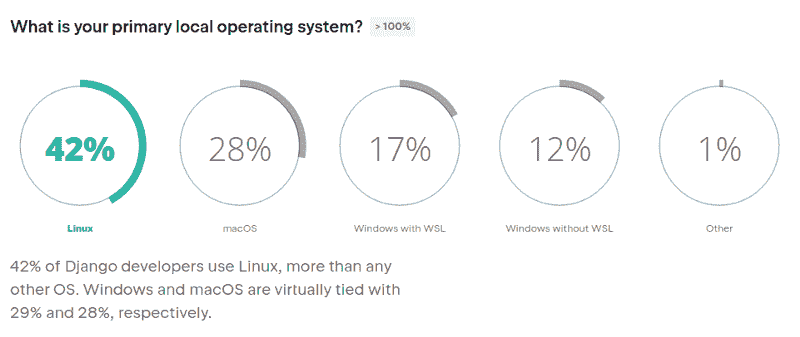 What is your primary local operating system? > 100%
42% 28% 17% 12% 1%
Linux macOS Windows with WSL Windows without WSL Other
42% of Django developers use Linux, more than any
other OS. Windows and macOS are virtually tied with
29% and 28%, respectively.